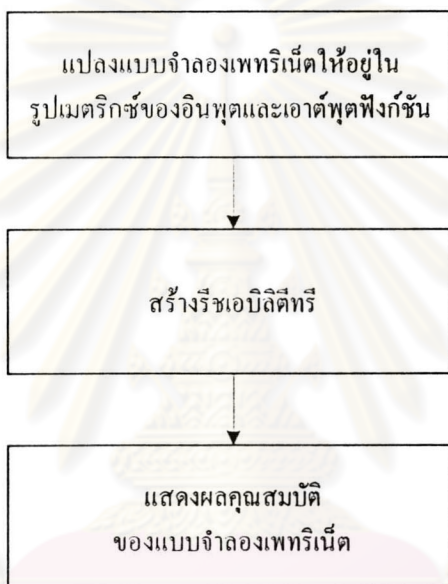 แปลงแบบจำลองเพทริเน็ตให้อยู่ใน
รูปเมตริกซ์ของอินพุตและเอาต์พุตฟังก์ชัน
สร้างรีชเอบิลิตีทรี
แสดงผลคุณสมบัติ
ของแบบจำลองเพทริเน็ต